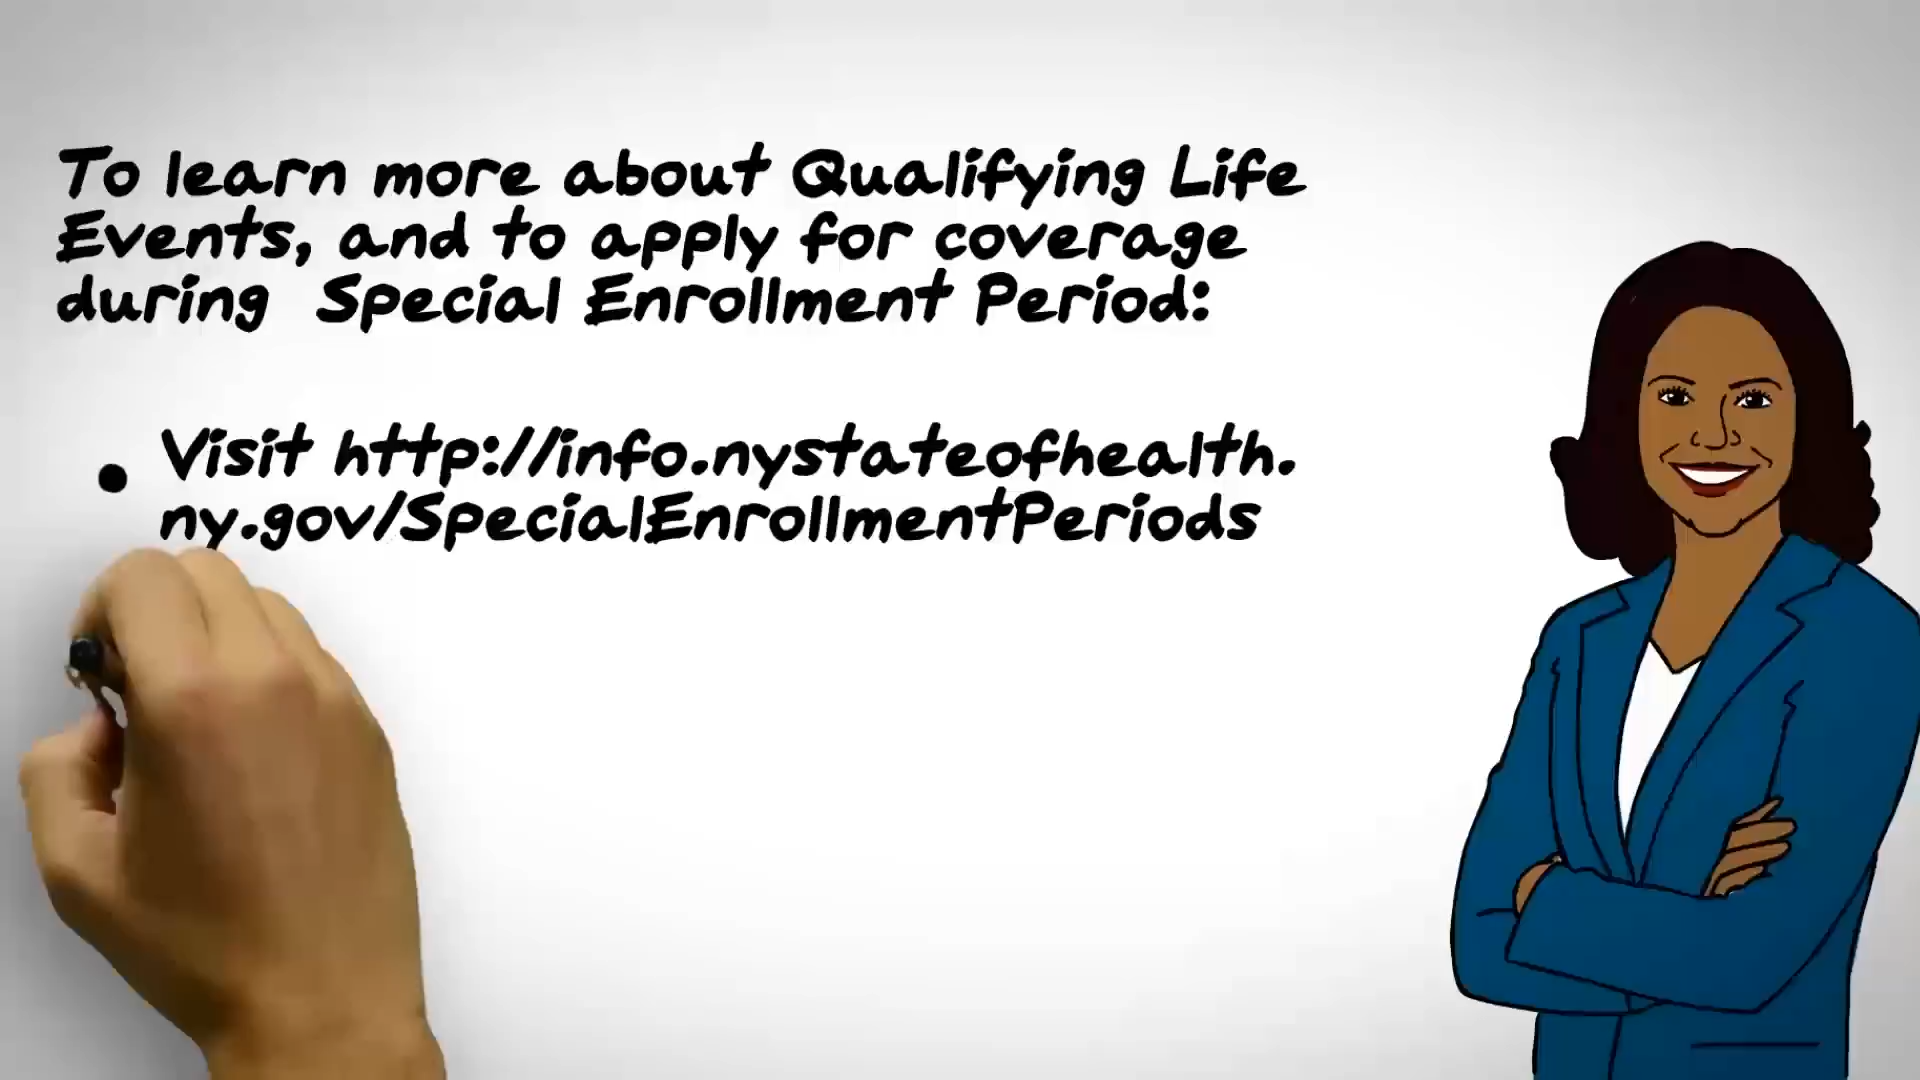 To learn more about Qualifying Life
Events, and to apply for coverage
during  Special Enrollment Period:
• Visit http://info.nystateofhealth.
ny.gov/SpecialEnrollmentPeriods